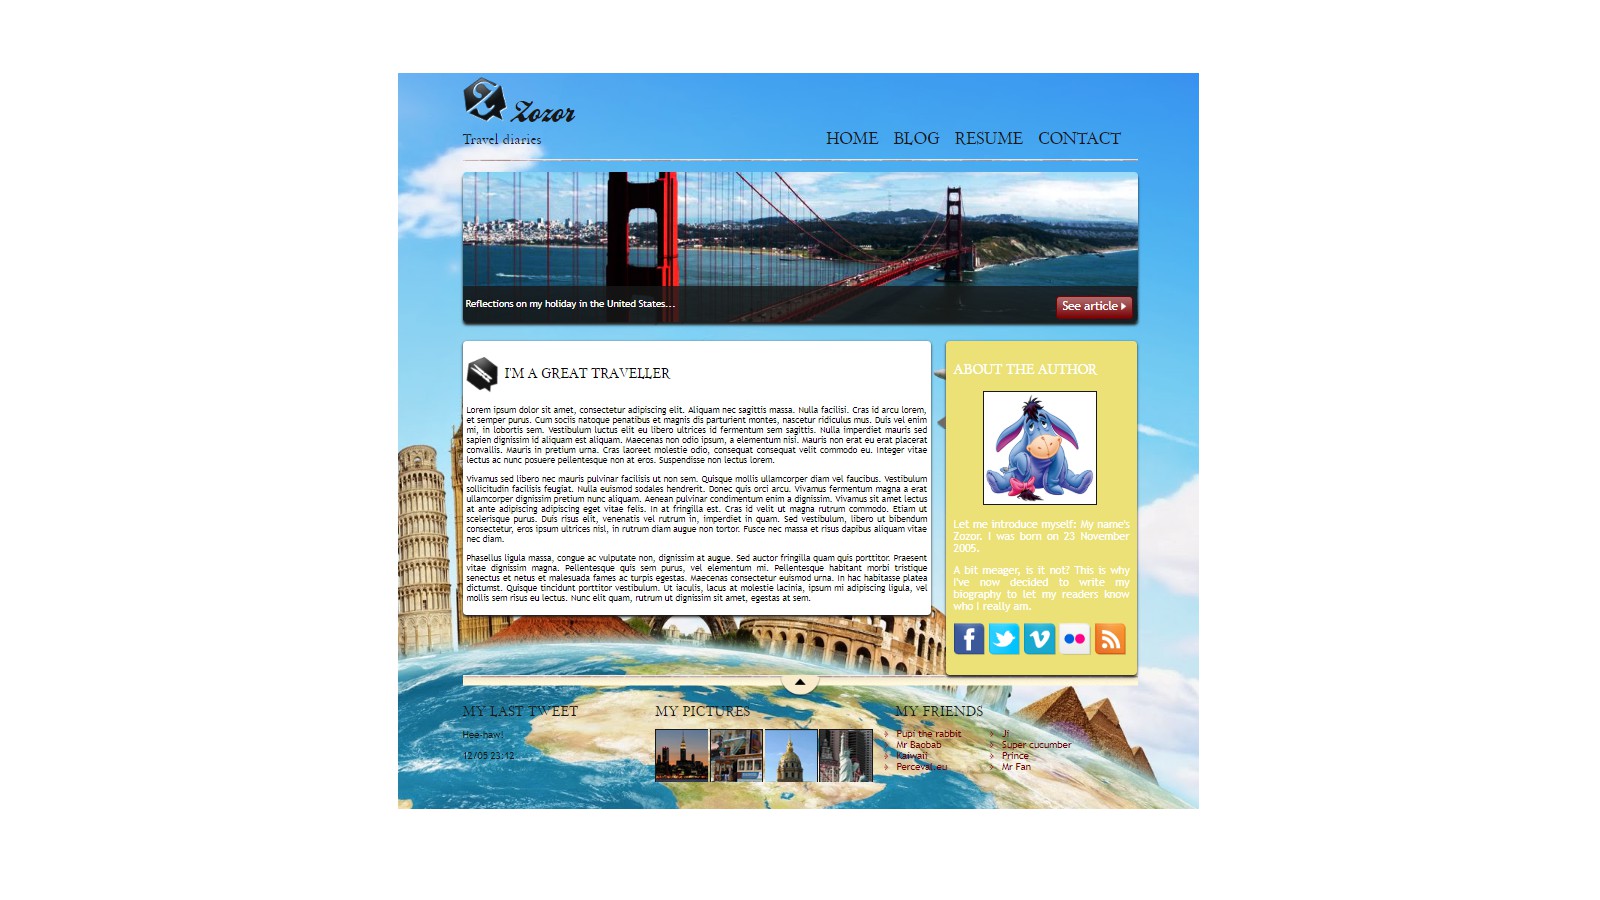 Zozor
Travel diaries
HOME BLOG RESUME CONTACT
Reflections on my holiday in the United States...
See article
I'M A GREAT TRAVELLER
Lorem ipsum dolor sit amet, consectetur adipiscing elit. Aliquam nec sagittis massa. Nulla facilisi. Cras id arcu lorem,
et semper purus. Cum sociis natoque penatibus et magnis dis parturient montes, nascetur ridiculus mus. Duis vel enim
mi, in lobortis sem. Vestibulum luctus elit eu libero ultrices id fermentum sem sagittis. Nulla imperdiet mauris sed
sapien dignissim id aliquam est aliquam. Maecenas non odio ipsum, a elementum nisi. Mauris non erat eu erat placerat
convallis. Mauris in pretium urna. Cras laoreet molestie odio, consequat consequat velit commodo eu. Integer vitae
lectus ac nunc posuere pellentesque non at eros. Suspendisse non lectus lorem.
Vivamus sed libero nec mauris pulvinar facilisis ut non sem. Quisque mollis ullamcorper diam vel faucibus. Vestibulum
sollicitudin facilisis feugiat. Nulla euismod sodales hendrerit. Donec quis orci arcu. Vivamus fermentum magna a erat
ullamcorper dignissim pretium nunc aliquam. Aenean pulvinar condimentum enim a dignissim. Vivamus sit amet lectus
at ante adipiscing adipiscing eget vitae felis. In at fringilla est. Cras id velit ut magna rutrum commodo. Etiam ut
scelerisque purus. Duis risus elit, venenatis vel rutrum in, imperdiet in quam. Sed vestibulum, libero ut bibendum
consectetur, eros ipsum ultrices nisl, in rutrum diam augue non tortor. Fusce nec massa et risus dapibus aliquam vitae
nec diam.
Phasellus ligula massa, congue ac vulputate non, dignissim at augue. Sed auctor fringilla quam quis porttitor. Praesent
vitae dignissim magna. Pellentesque quis sem purus, vel elementum mi. Pellentesque habitant morbi tristique
senectus et netus et malesuada fames ac turpis egestas. Maecenas consectetur euismod urna. In hac habitasse platea
dictumst. Quisque tincidunt porttitor vestibulum. Ut iaculis, lacus at molestie lacinia, ipsum mi adipiscing ligula, vel
mollis sem risus eu lectus. Nunc elit quam, rutrum ut dignissim sit amet, egestas at sem.
ABOUT THE AUTHOR
Let me introduce myself: My name's
Zozor. I was born on 23 November
2005.
A bit meager, is it not? This is why
I've now decided to write my
biography to let my readers know
who I really am.
MY LAST TWEET
Hee-haw!
12/05 23:12
MY PICTURES
MY FRIENDS
Pupi the rabbit
Mr Baobab
Kaiwaii
Perceval.eu
Ji
Super cucumber
Prince
Mr Fan